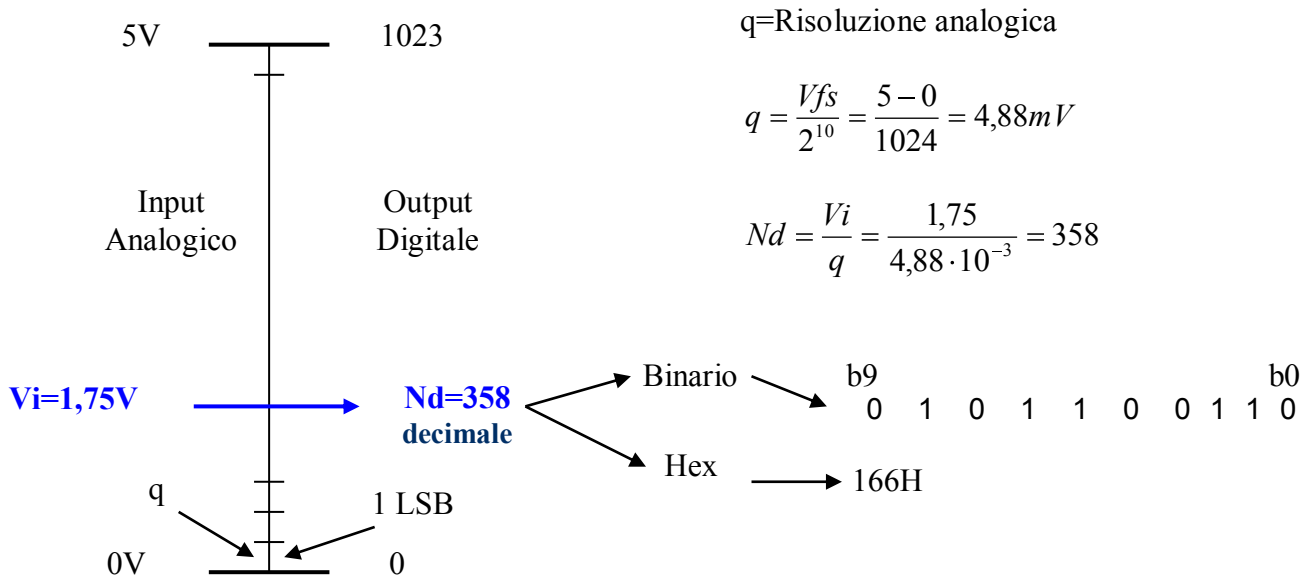 5V 1023
q=Risoluzione analogica
q = Vfs / 2^10 = 5 − 0 / 1024 = 4,88mV
Input
Analogico
Output
Digitale
Nd = Vi / q = 1,75 / 4,88 · 10^−3 = 358
Vi=1,75V
Nd=358
decimale
Binario
b9 b0
0 1 0 1 1 0 0 1 1 0
Hex
166H
q
1 LSB
0V 0